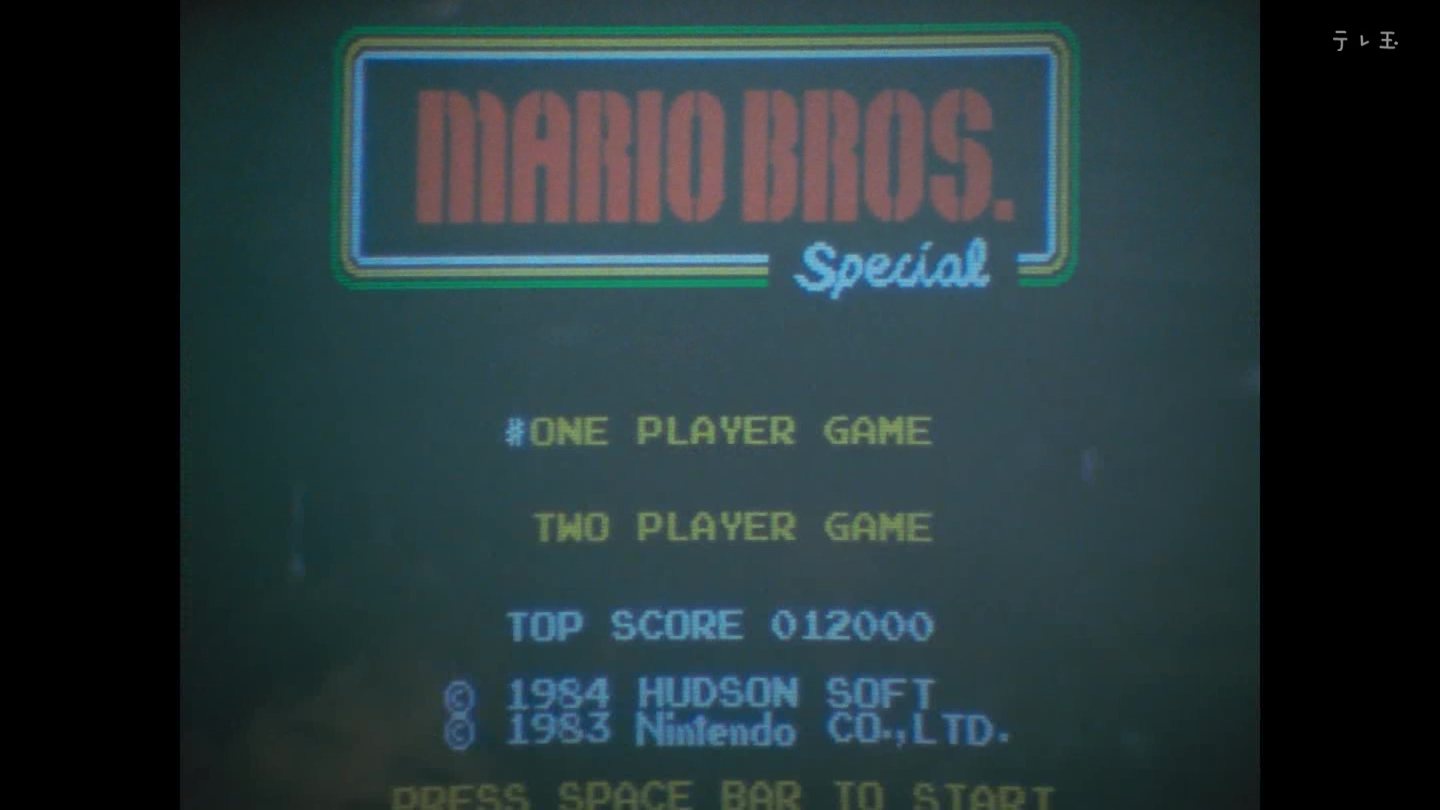 テレ玉
MARIO BROS.
Special
#ONE PLAYER GAME
TWO PLAYER GAME
TOP SCORE 012000
© 1984 HUDSON SOFT
© 1983 Nintendo CO.,LTD.
PRESS SPACE BAR TO START